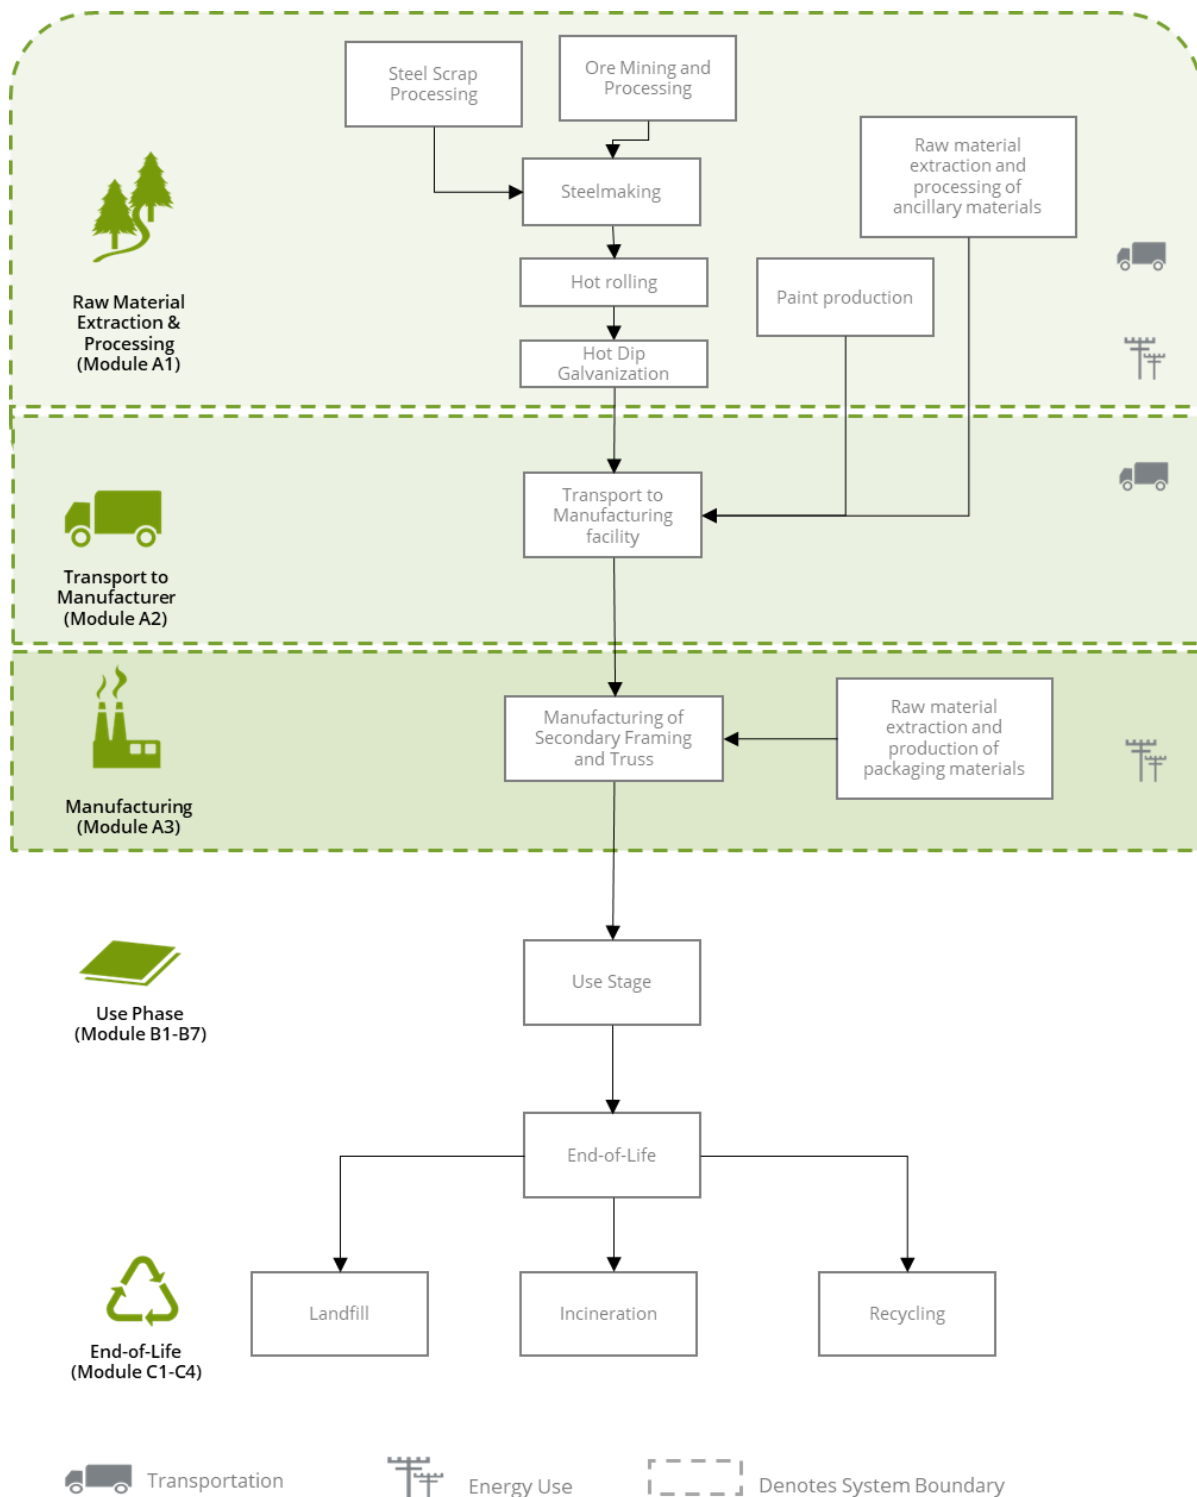 Steel Scrap
Processing
Ore Mining and
Processing
Raw material
extraction and
processing of
ancillary materials
Steelmaking
Hot rolling
Paint production
Hot Dip
Galvanization
Raw Material
Extraction &
Processing
(Module A1)
Transport to
Manufacturing
facility
Transport to
Manufacturer
(Module A2)
Manufacturing of
Secondary Framing
and Truss
Raw material
extraction and
production of
packaging materials
Manufacturing
(Module A3)
Use Stage
Use Phase
(Module B1-B7)
End-of-Life
Landfill
Incineration
Recycling
End-of-Life
(Module C1-C4)
Transportation
Energy Use
Denotes System Boundary